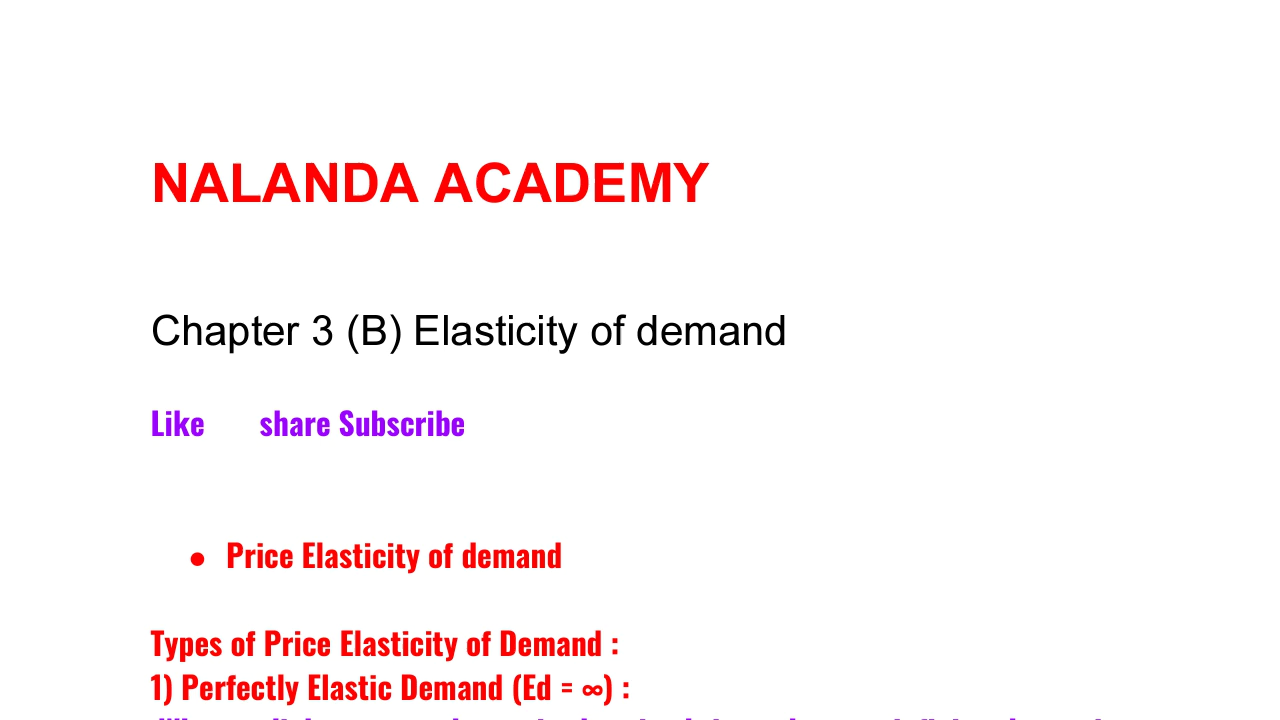 NALANDA ACADEMY
Chapter 3 (B) Elasticity of demand
Like share Subscribe
● Price Elasticity of demand
Types of Price Elasticity of Demand :
1) Perfectly Elastic Demand (Ed = ∞) :